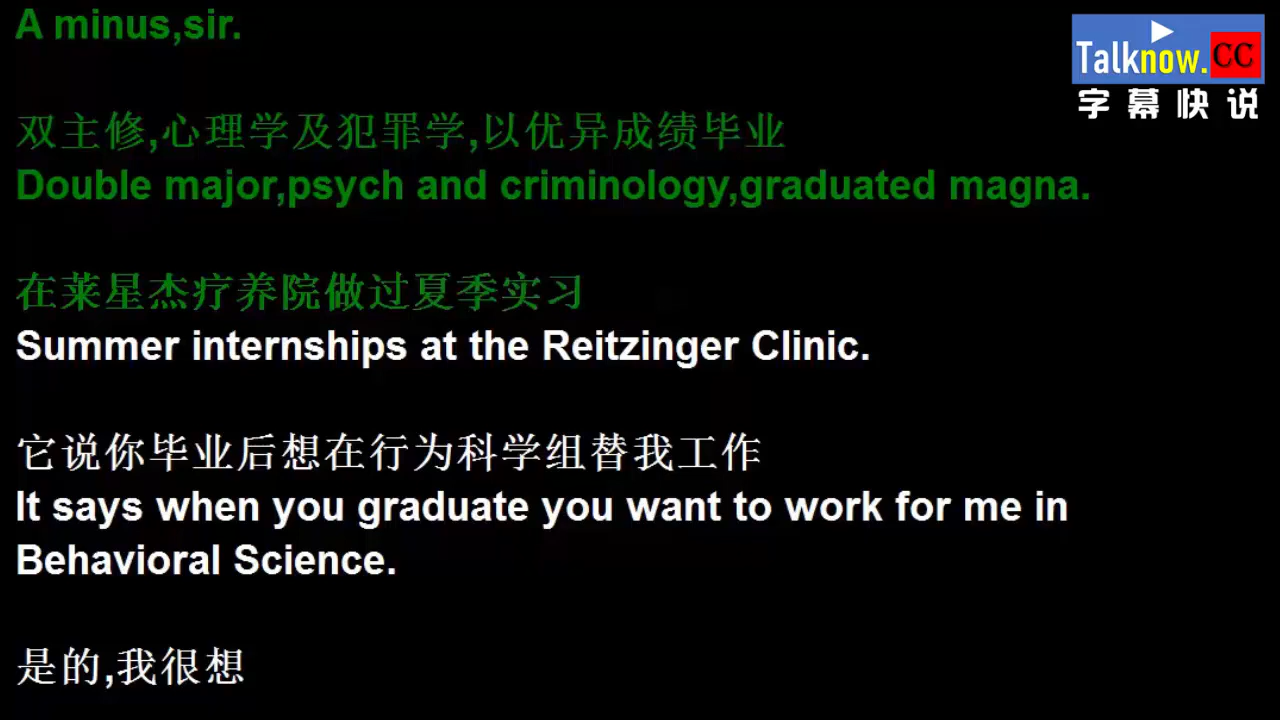 A minus,sir.
Talknow.CC
字幕快说
双主修,心理学及犯罪学,以优异成绩毕业
Double major,psych and criminology,graduated magna.
在莱星杰疗养院做过夏季实习
Summer internships at the Reitzinger Clinic.
它说你毕业后想在行为科学组替我工作
It says when you graduate you want to work for me in
Behavioral Science.
是的,我很想